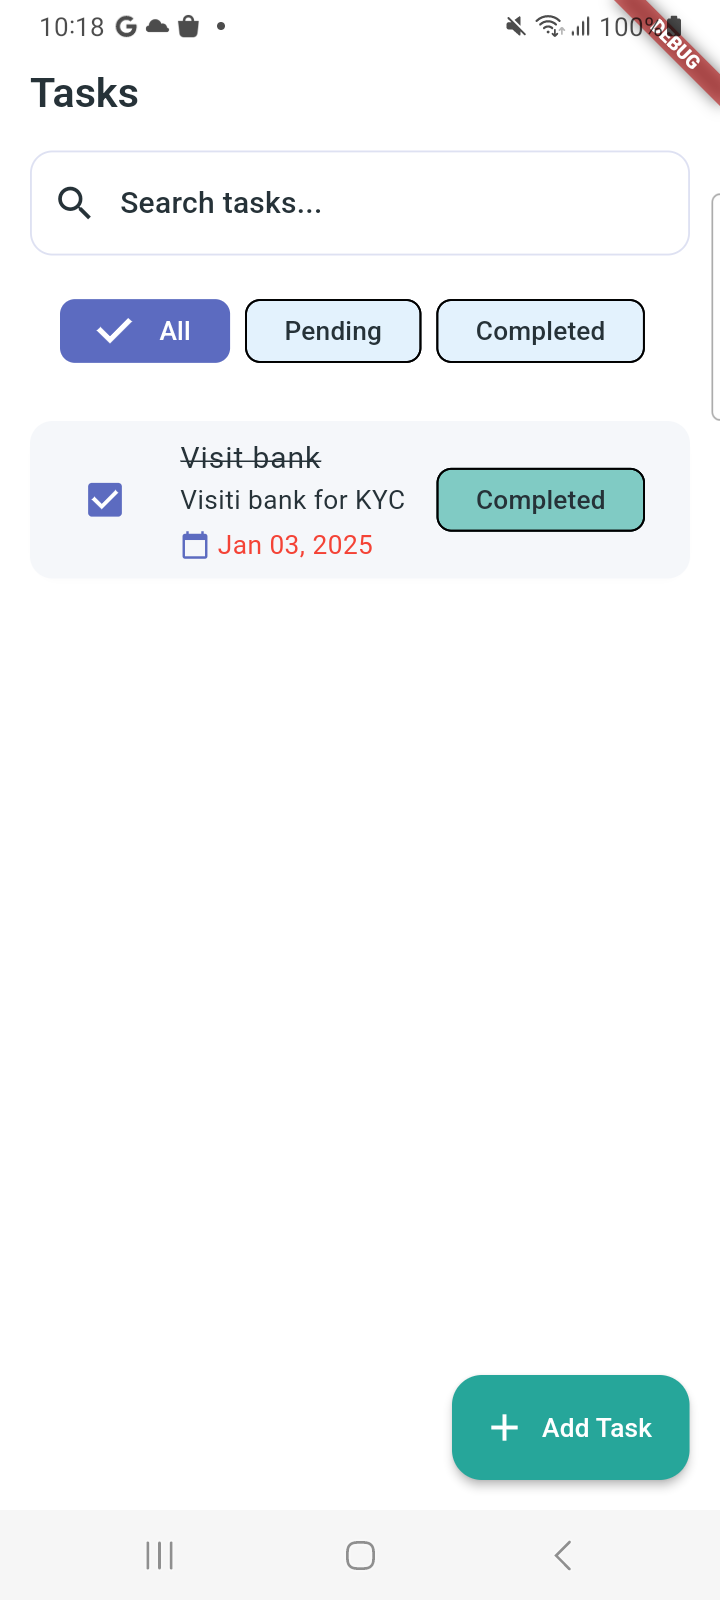 10:18
100%
DEBUG
Tasks
Search tasks...
All
Pending
Completed
Visit bank
Visiti bank for KYC
Completed
Jan 03, 2025
Add Task